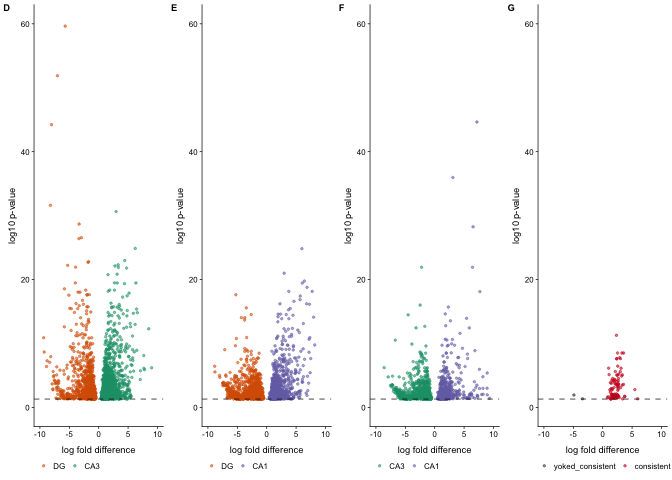 D
60
40
20
0
log10 p-value
-10 -5 0 5 10
log fold difference
DG CA3
E
60
40
20
0
log10 p-value
-10 -5 0 5 10
log fold difference
DG CA1
F
60
40
20
0
log10 p-value
-10 -5 0 5 10
log fold difference
CA3 CA1
G
60
40
20
0
log10 p-value
-10 -5 0 5 10
log fold difference
yoked_consistent consistent